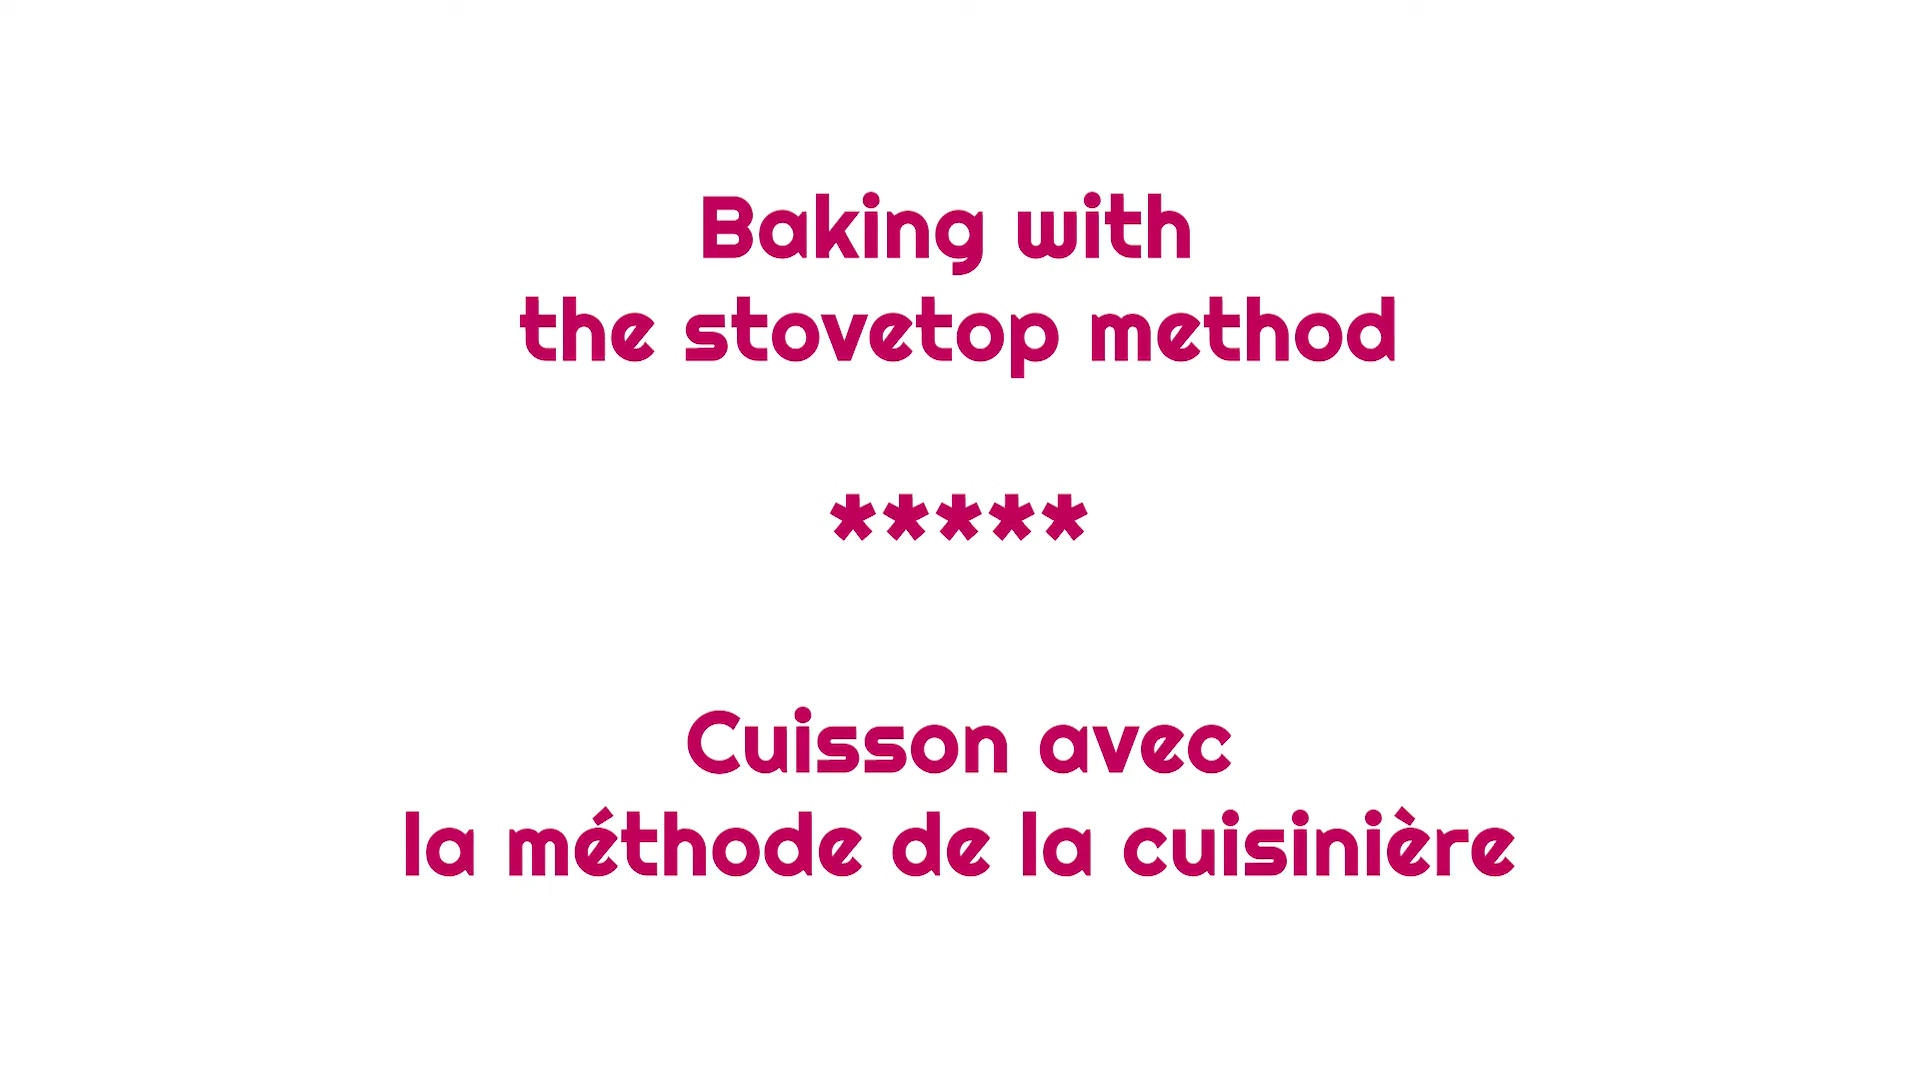 Baking with
the stovetop method
*****
Cuisson avec
la méthode de la cuisinière